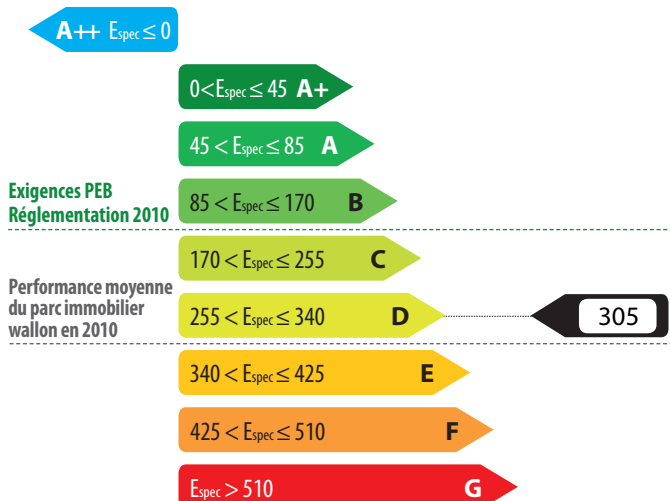 A++ Espec ≤ 0
0<Espec ≤ 45 A+
45 < Espec ≤ 85 A
Exigences PEB
Réglementation 2010
85 < Espec ≤ 170 B
170 < Espec ≤ 255 C
Performance moyenne
du parc immobilier
wallon en 2010
255 < Espec ≤ 340 D
305
340 < Espec ≤ 425 E
425 < Espec ≤ 510 F
Espec > 510 G